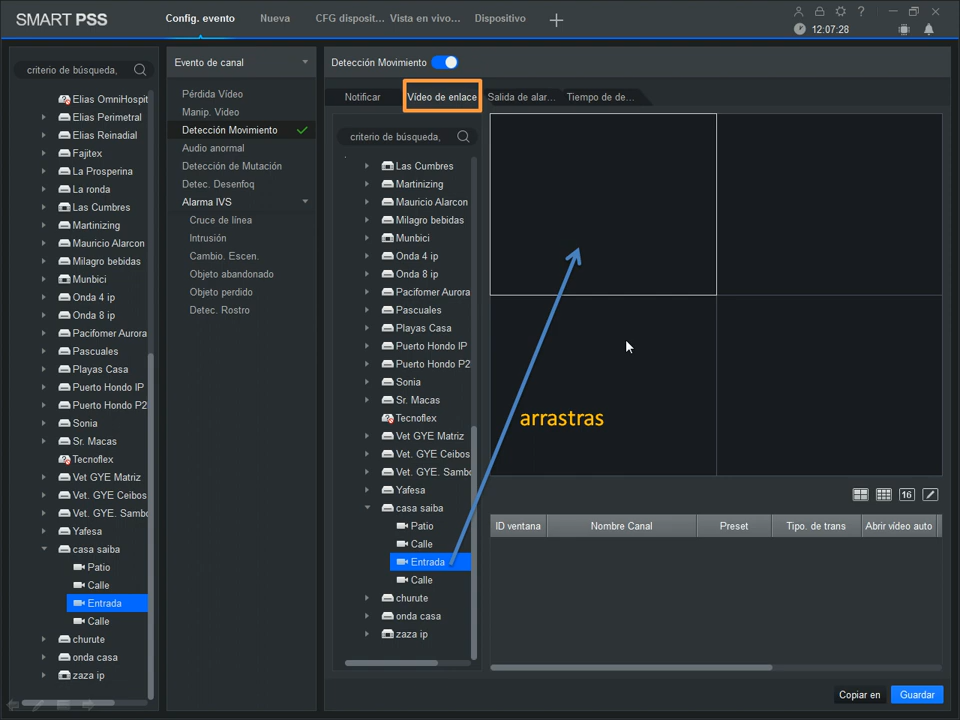 SMART PSS
Config. evento
Nueva
CFG disposit...
Vista en vivo...
Dispositivo
12:07:28
criterio de búsqueda,
Elias OmniHospit
Elias Perimetral
Elias Reinadial
Fajitex
La Prosperina
La ronda
Las Cumbres
Martinizing
Mauricio Alarcon
Milagro bebidas
Munbici
Onda 4 ip
Onda 8 ip
Pacifomer Aurora
Pascuales
Playas Casa
Puerto Hondo IP
Puerto Hondo P2
Sonia
Sr. Macas
Tecnoflex
Vet GYE Matriz
Vet. GYE Ceibos
Vet. GYE. Sambo
Yafesa
casa saiba
Patio
Calle
Entrada
Calle
churute
onda casa
zaza ip
Evento de canal
Pérdida Vídeo
Manip. Video
Detección Movimiento
Audio anormal
Detección de Mutación
Detec. Desenfoq
Alarma IVS
Cruce de línea
Intrusión
Cambio. Escen.
Objeto abandonado
Objeto perdido
Detec. Rostro
Detección Movimiento
Notificar
Vídeo de enlace
Salida de alar...
Tiempo de de...
criterio de búsqueda,
Las Cumbres
Martinizing
Mauricio Alarcon
Milagro bebidas
Munbici
Onda 4 ip
Onda 8 ip
Pacifomer Aurora
Pascuales
Playas Casa
Puerto Hondo IP
Puerto Hondo P2
Sonia
Sr. Macas
Tecnoflex
Vet GYE Matriz
Vet. GYE Ceibos
Vet. GYE. Sambo
Yafesa
casa saiba
Patio
Calle
Entrada
Calle
churute
onda casa
zaza ip
arrastras
16
ID ventana
Nombre Canal
Preset
Tipo. de trans
Abrir vídeo auto
Copiar en
Guardar